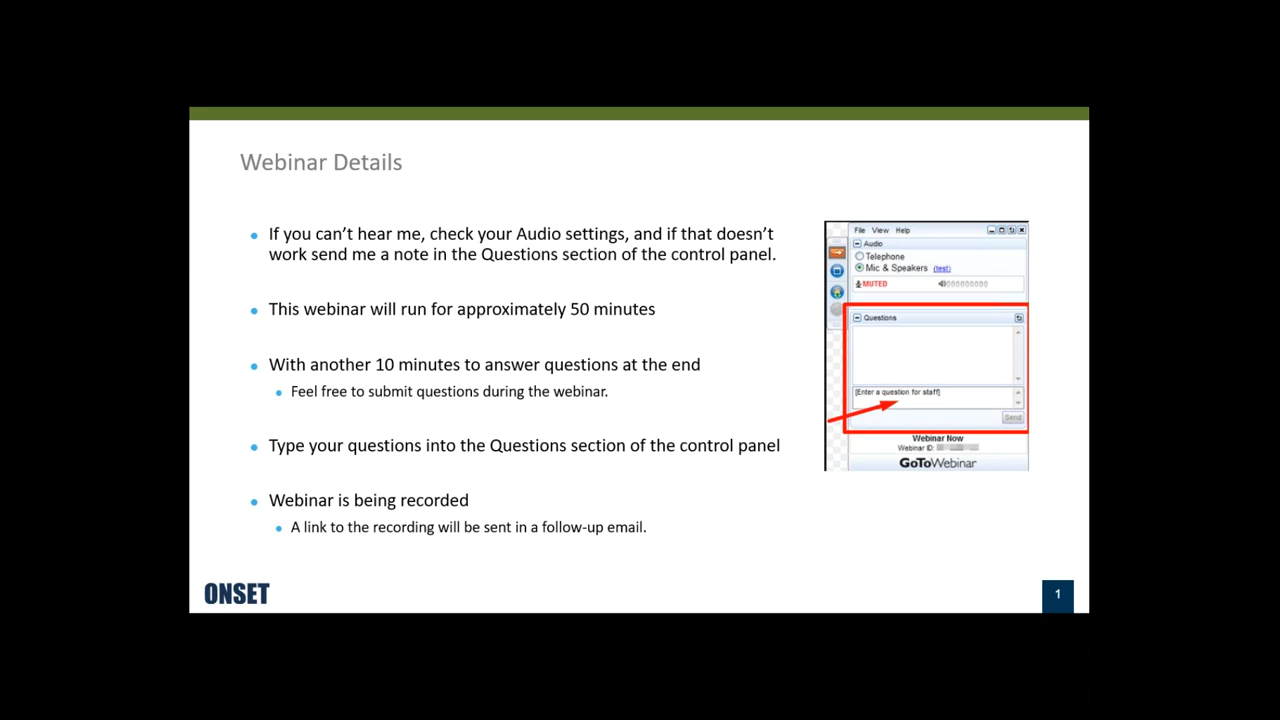 Webinar Details
If you can't hear me, check your Audio settings, and if that doesn't
work send me a note in the Questions section of the control panel.
This webinar will run for approximately 50 minutes
With another 10 minutes to answer questions at the end
Feel free to submit questions during the webinar.
Type your questions into the Questions section of the control panel
Webinar is being recorded
A link to the recording will be sent in a follow-up email.
File View Help
Audio
Telephone
Mic & Speakers (test)
MUTED
Questions
[Enter a question for staff]
Send
Webinar Now
Webinar ID:
GoToWebinar
ONSET
1